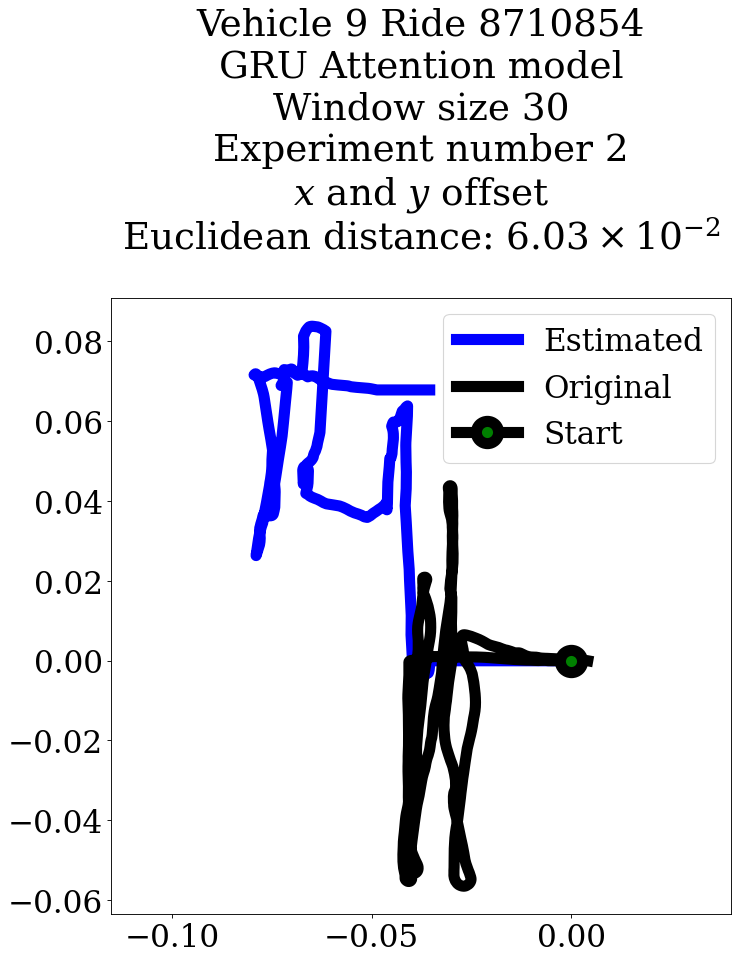 Vehicle 9 Ride 8710854
GRU Attention model
Window size 30
Experiment number 2
x and y offset
Euclidean distance: 6.03 × 10⁻²
Estimated
Original
Start
0.08
0.06
0.04
0.02
0.00
−0.02
−0.04
−0.06
−0.10
−0.05
0.00